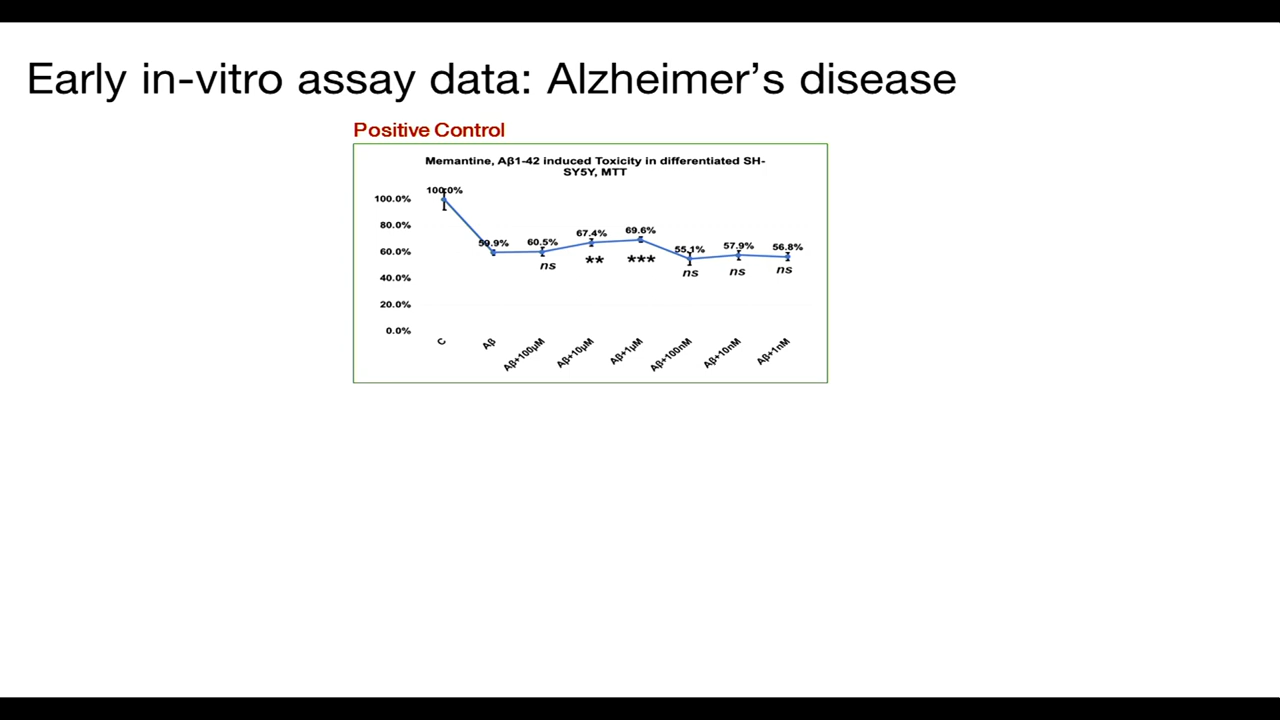 Early in-vitro assay data: Alzheimer’s disease
Positive Control
Memantine, Aβ1-42 induced Toxicity in differentiated SH-
SY5Y, MTT
100.0%
80.0%
60.0%
40.0%
20.0%
0.0%
100.0%
59.9%
60.5%
67.4%
69.6%
55.1%
57.9%
56.8%
ns
**
***
ns
ns
ns
C
Aβ
Aβ+100µM
Aβ+10µM
Aβ+1µM
Aβ+100nM
Aβ+10nM
Aβ+1nM